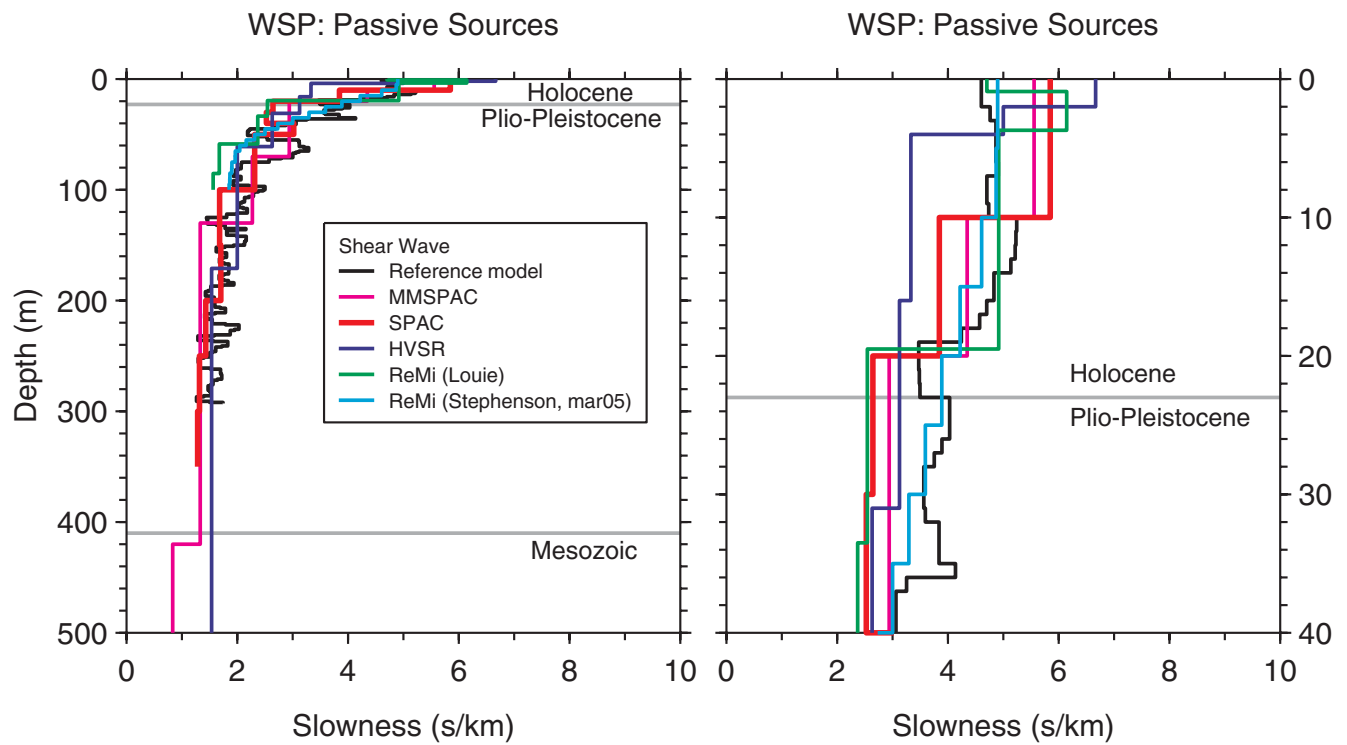 WSP: Passive Sources
0
100
200
300
400
500
Depth (m)
Holocene
Plio-Pleistocene
Shear Wave
Reference model
MMSPAC
SPAC
HVSR
ReMi (Louie)
ReMi (Stephenson, mar05)
Mesozoic
0 2 4 6 8 10
Slowness (s/km)
WSP: Passive Sources
0
10
20
30
40
Holocene
Plio-Pleistocene
0 2 4 6 8 10
Slowness (s/km)